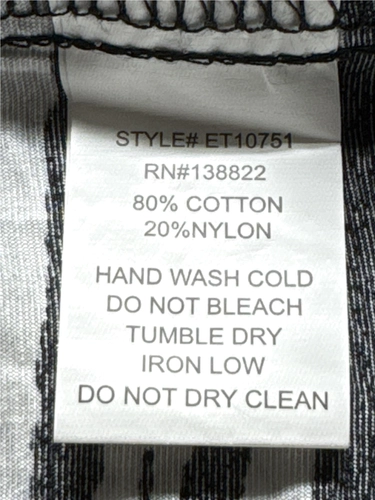 STYLE# ET10751
RN#138822
80% COTTON
20%NYLON
HAND WASH COLD
DO NOT BLEACH
TUMBLE DRY
IRON LOW
DO NOT DRY CLEAN